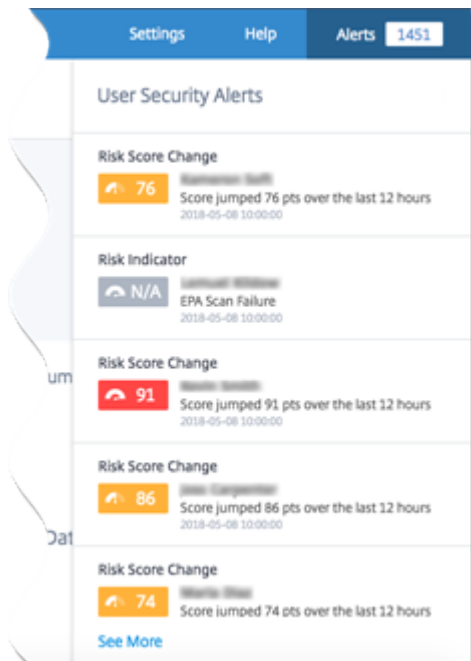 Settings Help Alerts 1451
User Security Alerts
Risk Score Change
76
Score jumped 76 pts over the last 12 hours
2018-05-08 10:00:00
Risk Indicator
N/A
EPA Scan Failure
2018-05-08 10:00:00
Risk Score Change
91
Score jumped 91 pts over the last 12 hours
2018-05-08 10:00:00
Risk Score Change
86
Score jumped 86 pts over the last 12 hours
2018-05-08 10:00:00
Risk Score Change
74
Score jumped 74 pts over the last 12 hours
See More
um
Dat